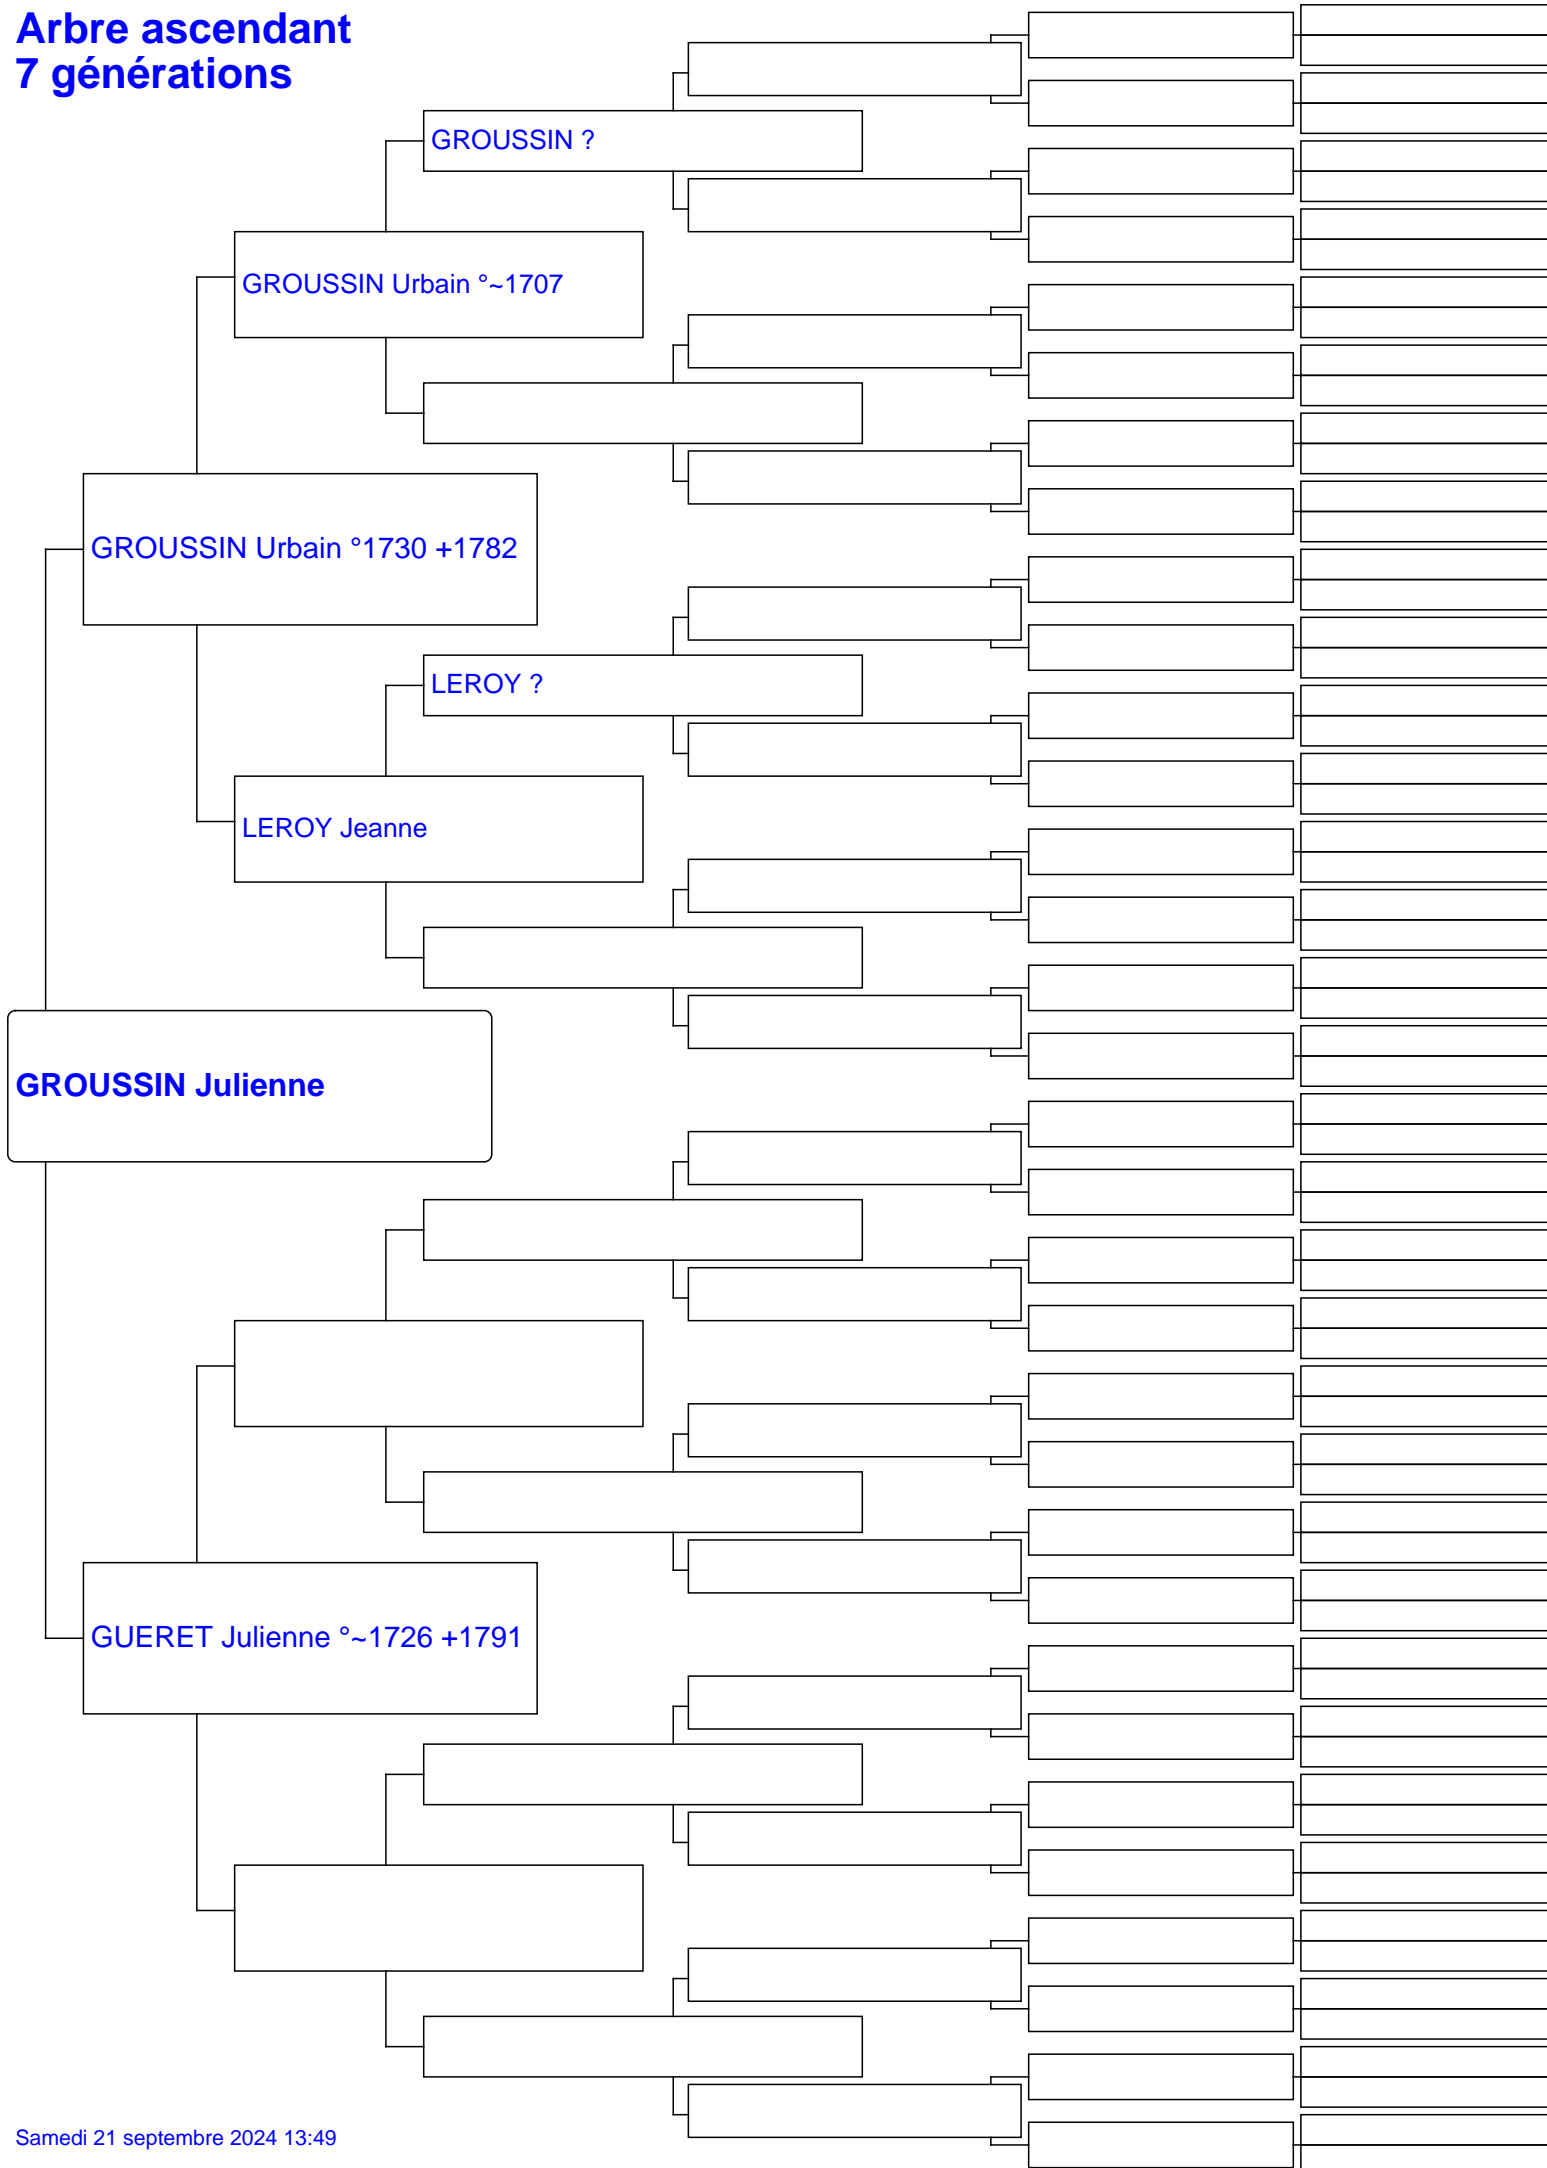 Arbre ascendant
7 générations
GROUSSIN ?
GROUSSIN Urbain °~1707
GROUSSIN Urbain °1730 +1782
LEROY ?
LEROY Jeanne
GROUSSIN Julienne
GUERET Julienne °~1726 +1791
Samedi 21 septembre 2024 13:49